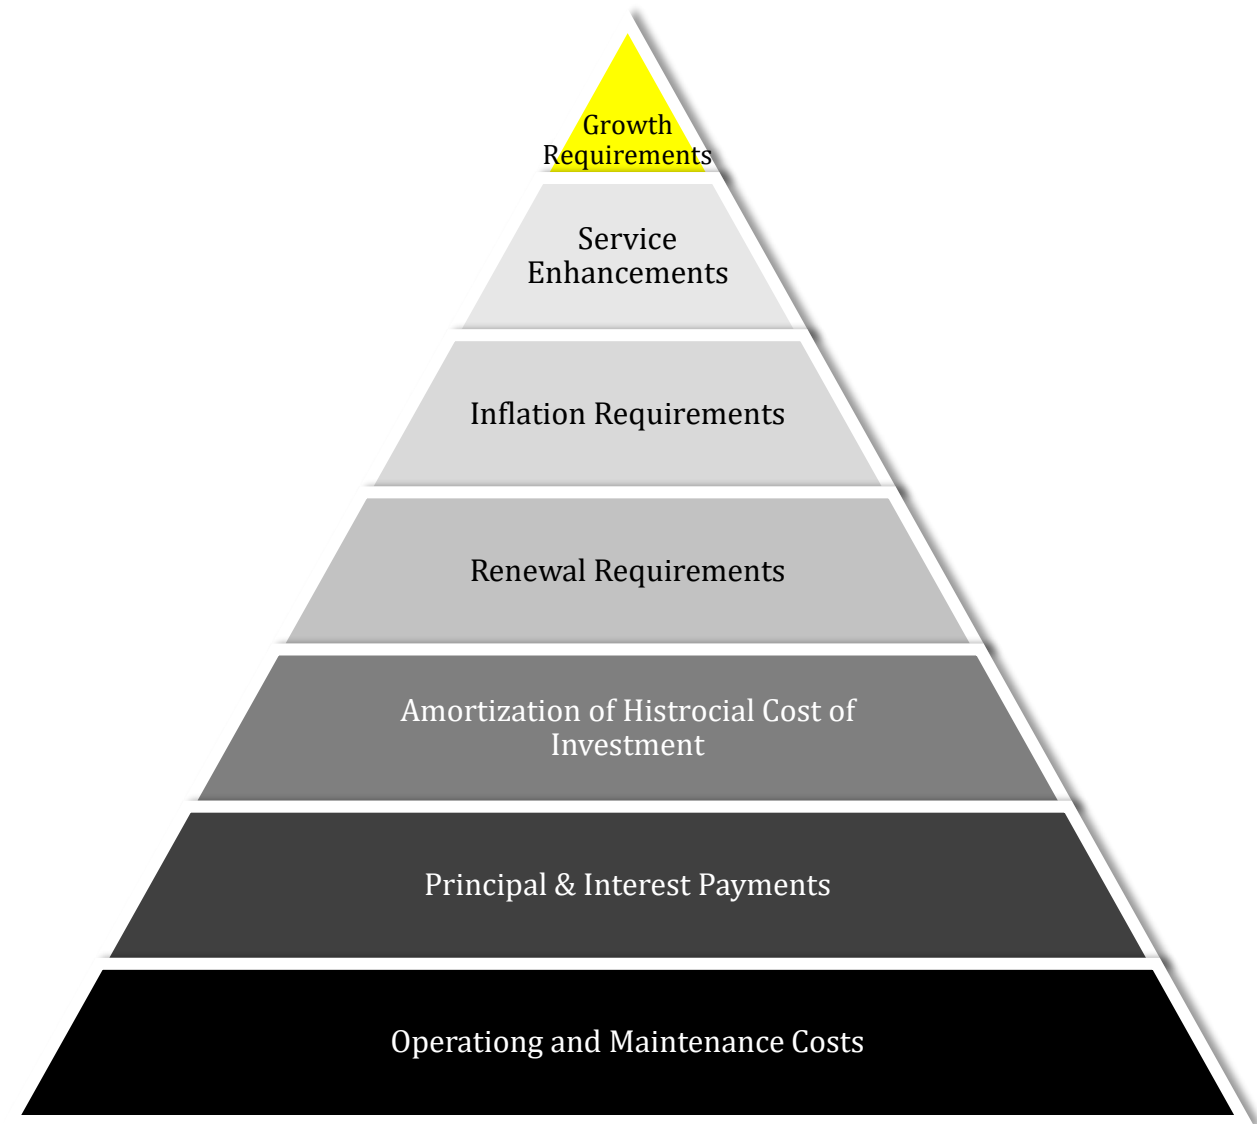 Growth
Requirements
Service
Enhancements
Inflation Requirements
Renewal Requirements
Amortization of Histrocial Cost of
Investment
Principal & Interest Payments
Operationg and Maintenance Costs